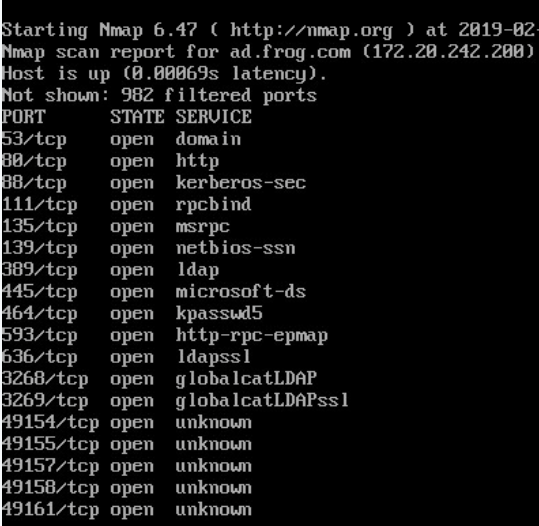 Starting Nmap 6.47 ( http://nmap.org ) at 2019-02-
Nmap scan report for ad.frog.com (172.20.242.200)
Host is up (0.00069s latency).
Not shown: 982 filtered ports
PORT      STATE SERVICE
53/tcp    open  domain
80/tcp    open  http
88/tcp    open  kerberos-sec
111/tcp   open  rpcbind
135/tcp   open  msrpc
139/tcp   open  netbios-ssn
389/tcp   open  ldap
445/tcp   open  microsoft-ds
464/tcp   open  kpasswd5
593/tcp   open  http-rpc-epmap
636/tcp   open  ldapssl
3268/tcp  open  globalcatLDAP
3269/tcp  open  globalcatLDAPssl
49154/tcp open  unknown
49155/tcp open  unknown
49157/tcp open  unknown
49158/tcp open  unknown
49161/tcp open  unknown